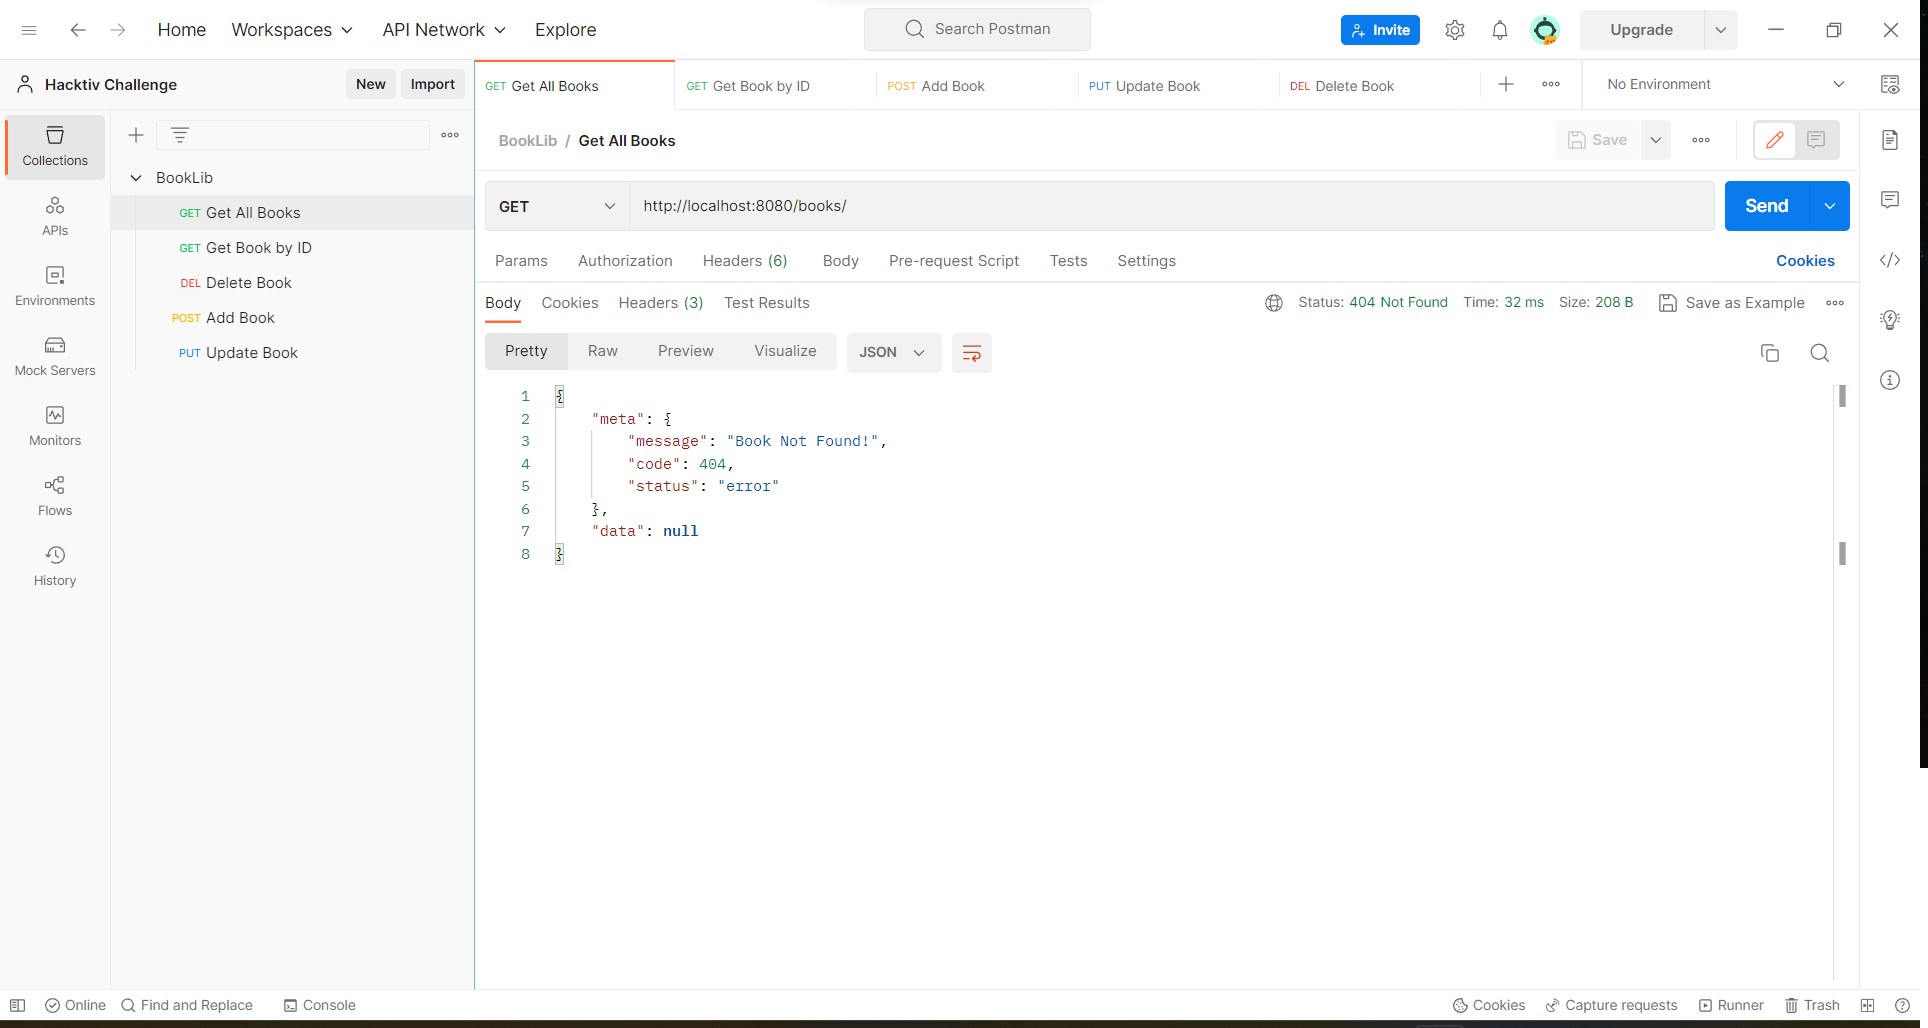 Home Workspaces API Network Explore Search Postman Invite Upgrade
Hacktiv Challenge New Import
GET Get All Books GET Get Book by ID POST Add Book PUT Update Book DEL Delete Book No Environment
Collections
APIs
Environments
Mock Servers
Monitors
Flows
History
BookLib
GET Get All Books
GET Get Book by ID
DEL Delete Book
POST Add Book
PUT Update Book
BookLib / Get All Books Save
GET http://localhost:8080/books/ Send
Params Authorization Headers (6) Body Pre-request Script Tests Settings Cookies
Body Cookies Headers (3) Test Results Status: 404 Not Found Time: 32 ms Size: 208 B Save as Example
Pretty Raw Preview Visualize JSON
1 {
2 "meta": {
3 "message": "Book Not Found!",
4 "code": 404,
5 "status": "error"
6 },
7 "data": null
8 }
Online Find and Replace Console Cookies Capture requests Runner Trash